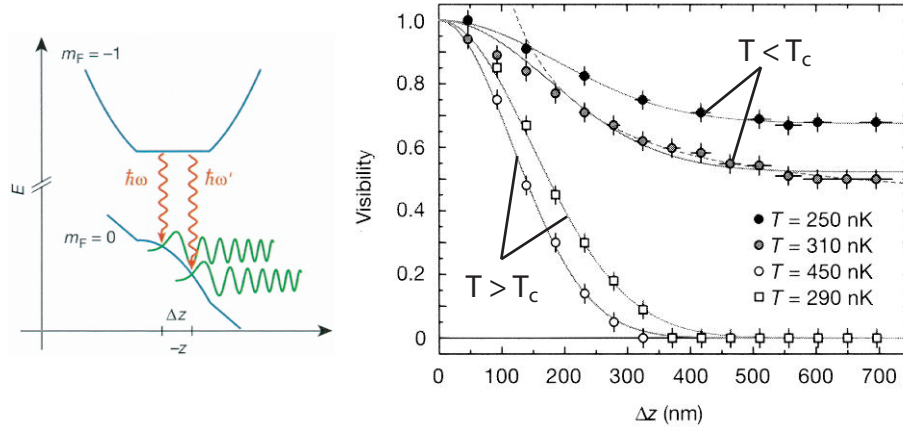 m_F = −1
E
ħω
ħω′
m_F = 0
Δz
−z
Visibility
1.0
0.8
0.6
0.4
0.2
0
T < T_c
T > T_c
T = 250 nK
T = 310 nK
T = 450 nK
T = 290 nK
0 100 200 300 400 500 600 700
Δz (nm)